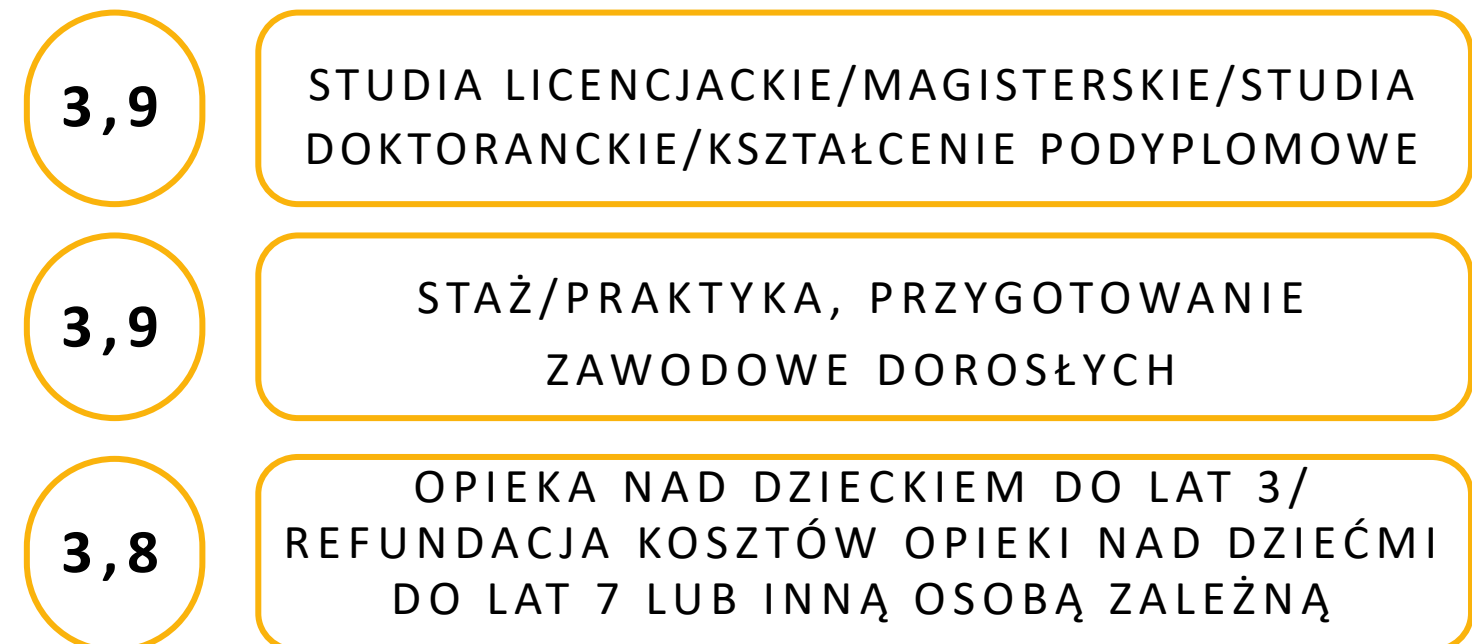 3,9
STUDIA LICENCJACKIE/MAGISTERSKIE/STUDIA
DOKTORANCKIE/KSZTAŁCENIE PODYPLOMOWE
3,9
STAŻ/PRAKTYKA, PRZYGOTOWANIE
ZAWODOWE DOROSŁYCH
3,8
OPIEKA NAD DZIECKIEM DO LAT 3/
REFUNDACJA KOSZTÓW OPIEKI NAD DZIEĆMI
DO LAT 7 LUB INNĄ OSOBĄ ZALEŻNĄ